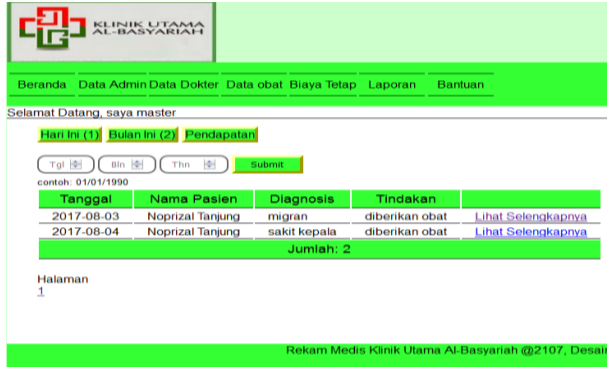 KLINIK UTAMA
AL-BASYARIAH
Beranda Data Admin Data Dokter Data obat Biaya Tetap Laporan Bantuan
Selamat Datang, saya master
Hari Ini (1) Bulan Ini (2) Pendapatan
Tgl Bln Thn Submit
contoh: 01/01/1990
Tanggal Nama Pasien Diagnosis Tindakan
2017-08-03 Noprizal Tanjung migran diberikan obat Lihat Selengkapnya
2017-08-04 Noprizal Tanjung sakit kepala diberikan obat Lihat Selengkapnya
Jumlah: 2
Halaman
1
Rekam Medis Klinik Utama Al-Basyariah @2107, Desain